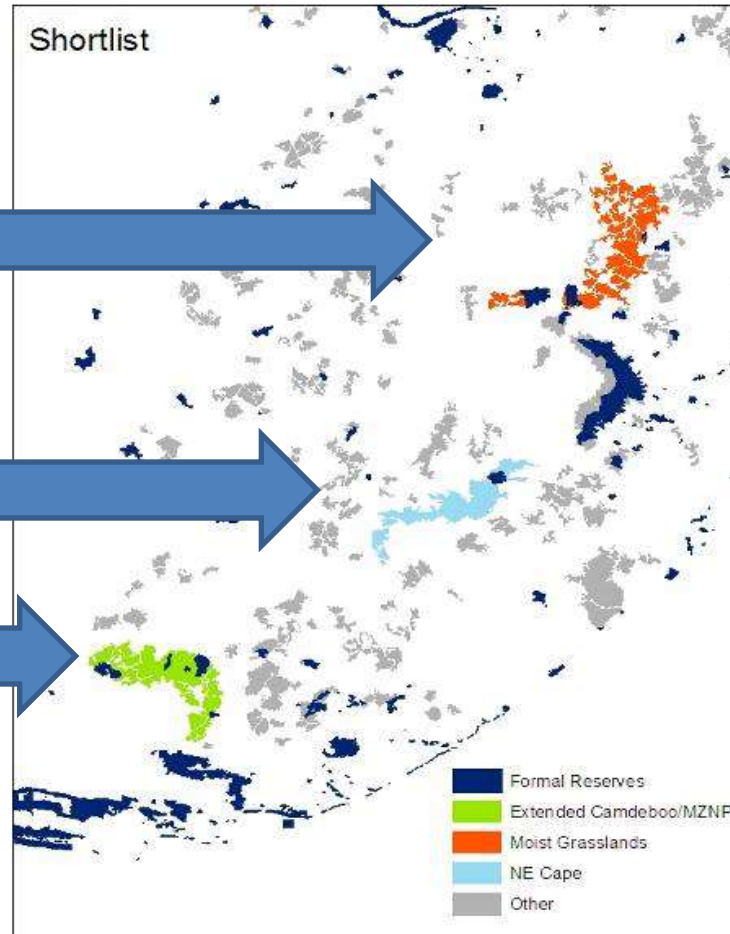 Shortlist
Formal Reserves
Extended Camdeboo/MZNP
Moist Grasslands
NE Cape
Other